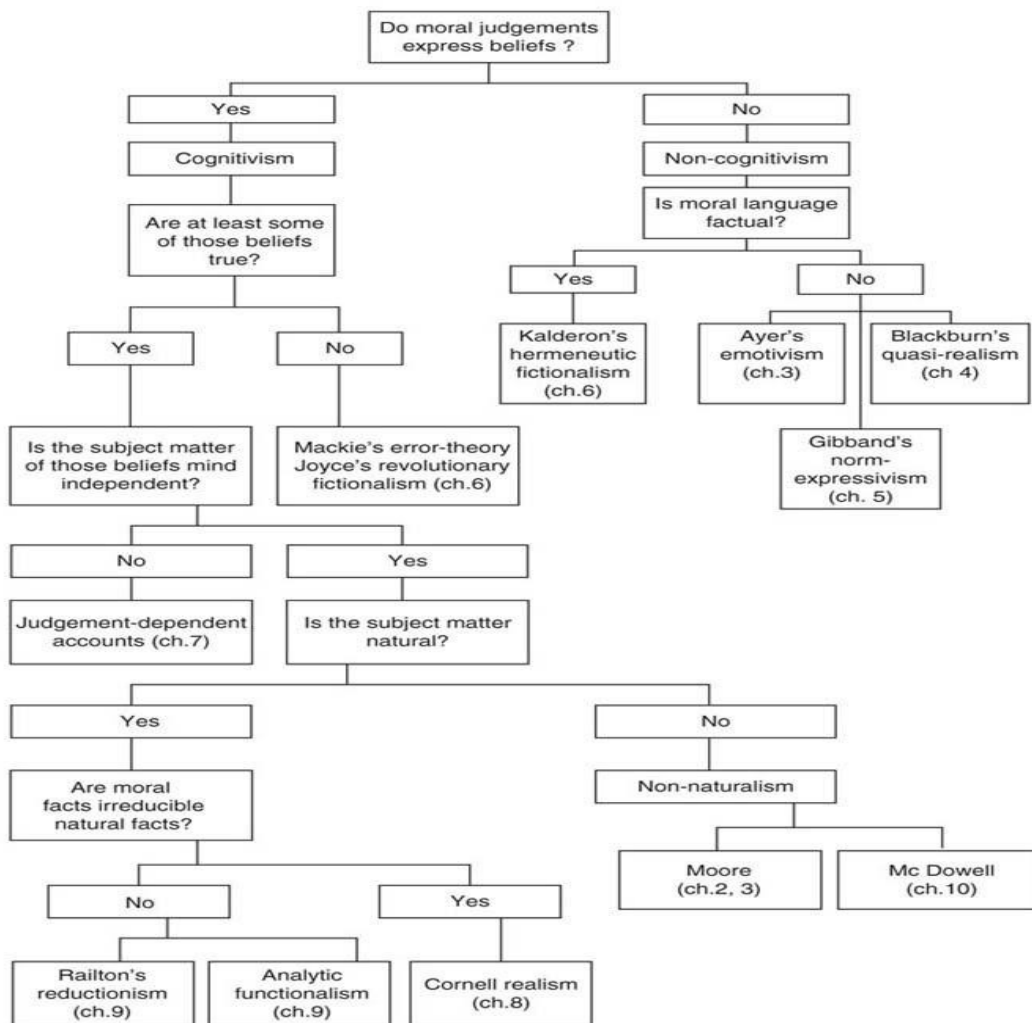 Do moral judgements
express beliefs ?
Yes
No
Cognitivism
Non-cognitivism
Are at least some
of those beliefs
true?
Is moral language
factual?
Yes
No
Yes
No
Kalderon's
hermeneutic
fictionalism
(ch.6)
Ayer's
emotivism
(ch.3)
Blackburn's
quasi-realism
(ch 4)
Gibband's
norm-
expressivism
(ch. 5)
Is the subject matter
of those beliefs mind
independent?
Mackie's error-theory
Joyce's revolutionary
fictionalism (ch.6)
No
Yes
Judgement-dependent
accounts (ch.7)
Is the subject matter
natural?
Yes
No
Are moral
facts irreducible
natural facts?
Non-naturalism
Moore
(ch.2, 3)
Mc Dowell
(ch.10)
No
Yes
Railton's
reductionism
(ch.9)
Analytic
functionalism
(ch.9)
Cornell realism
(ch.8)